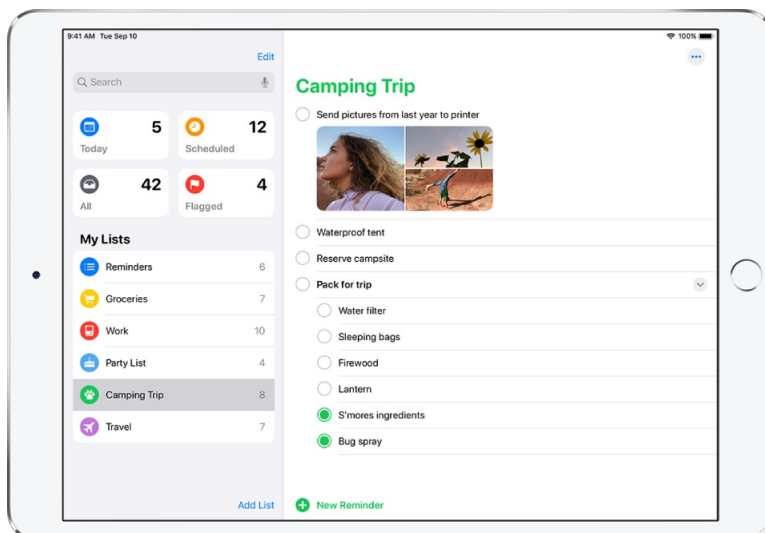 9:41 AM Tue Sep 10
100%
Edit
Search
5
12
Today
Scheduled
42
4
All
Flagged
My Lists
Reminders 6
Groceries 7
Work 10
Party List 4
Camping Trip 8
Travel 7
Add List
Camping Trip
Send pictures from last year to printer
Waterproof tent
Reserve campsite
Pack for trip
Water filter
Sleeping bags
Firewood
Lantern
S'mores ingredients
Bug spray
New Reminder